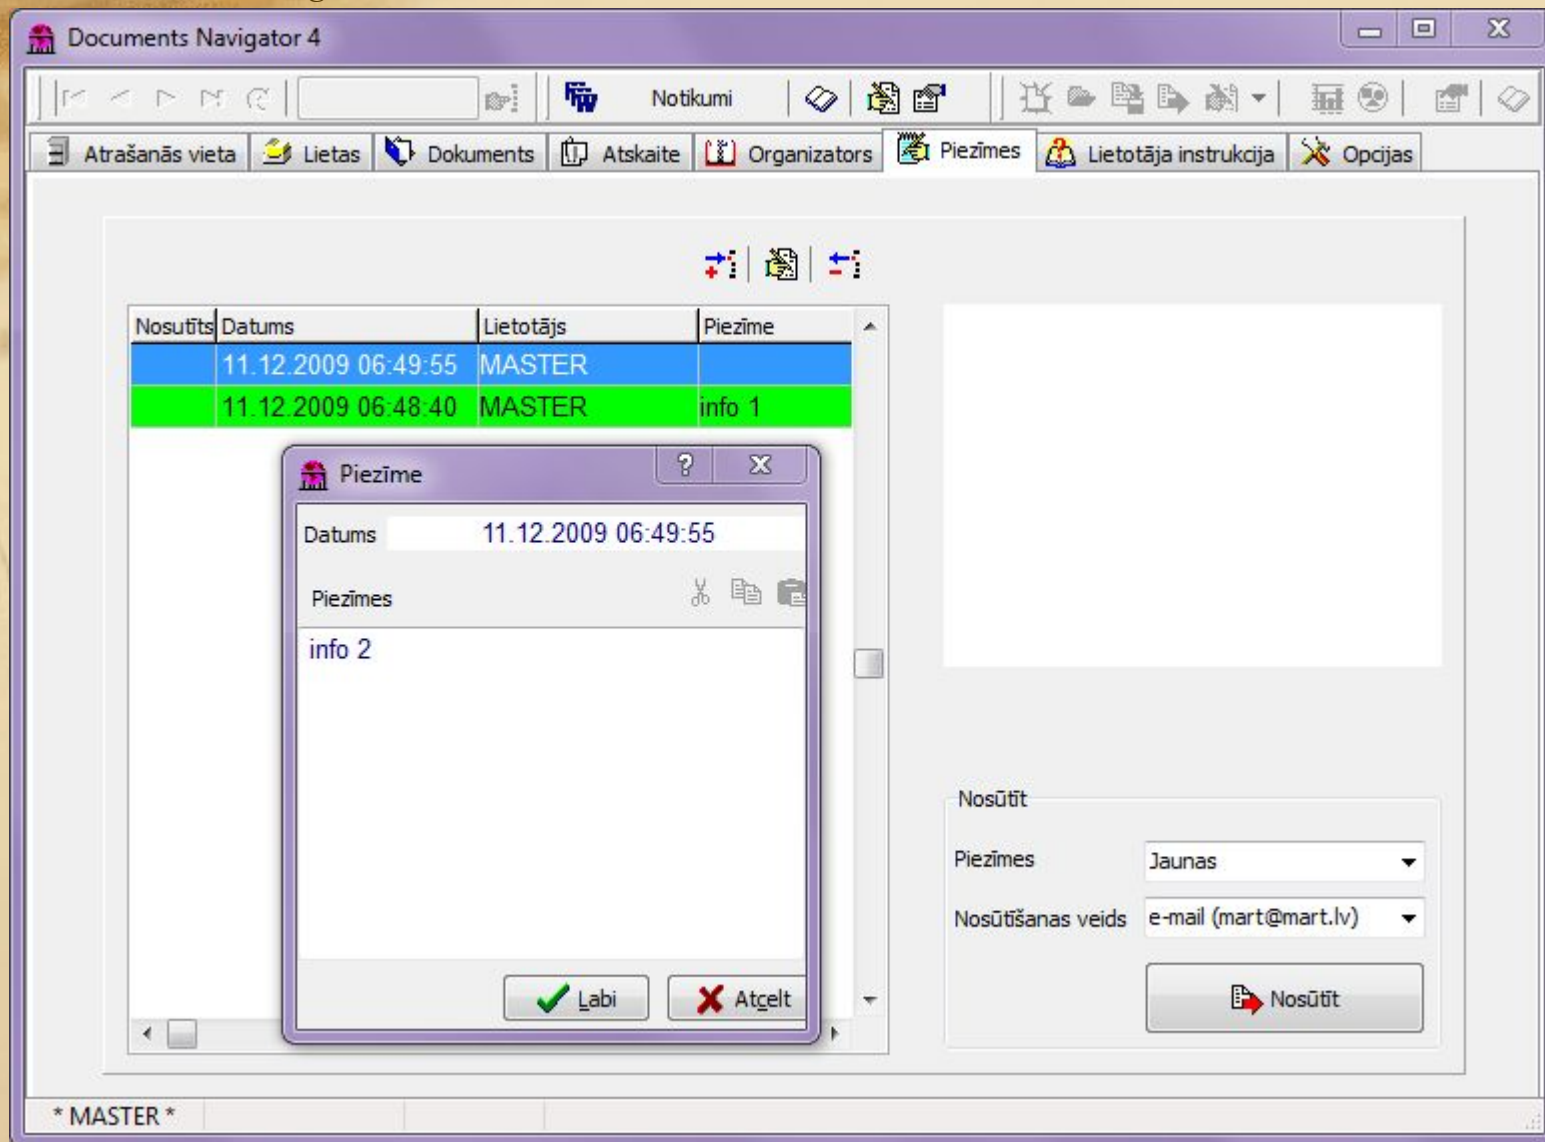 Documents Navigator 4
Notikumi
Atrašanās vieta Lietas Dokuments Atskaite Organizators Piezīmes Lietotāja instrukcija Opcijas
Nosutīts Datums Lietotājs Piezīme
11.12.2009 06:49:55 MASTER
11.12.2009 06:48:40 MASTER info 1
Piezīme
Datums 11.12.2009 06:49:55
Piezīmes
info 2
Labi Atcelt
Nosūtīt
Piezīmes Jaunas
Nosūtīšanas veids e-mail (mart@mart.lv)
Nosūtīt
* MASTER *